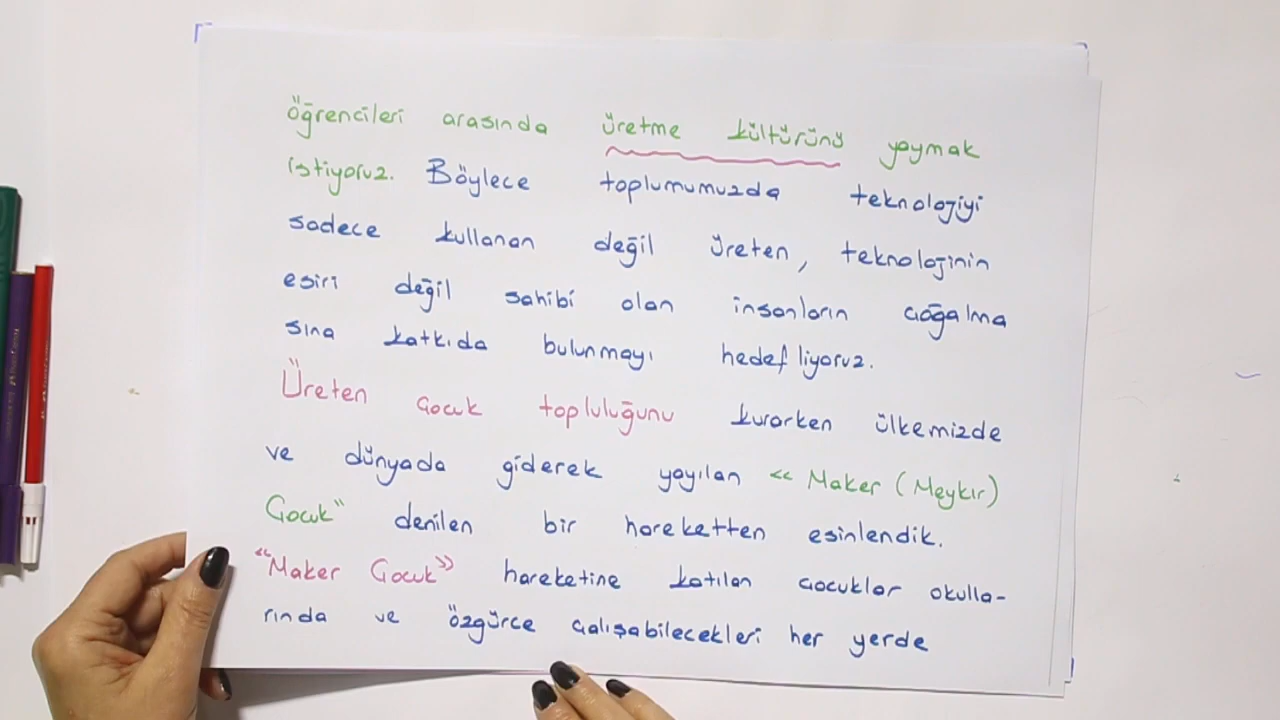 öğrencileri arasında üretme kültürünü yaymak
istiyoruz. Böylece toplumumuzda teknolojiyi
sadece kullanan değil üreten, teknolojinin
esiri değil sahibi olan insanların çoğalma
sına katkıda bulunmayı hedefliyoruz.
Üreten Çocuk topluluğunu kurarken ülkemizde
ve dünyada giderek yayılan “ Maker (Meykır)
Çocuk“ denilen bir hareketten esinlendik.
“Maker Çocuk” hareketine katılan çocuklar okulla-
rında ve özgürce çalışabilecekleri her yerde